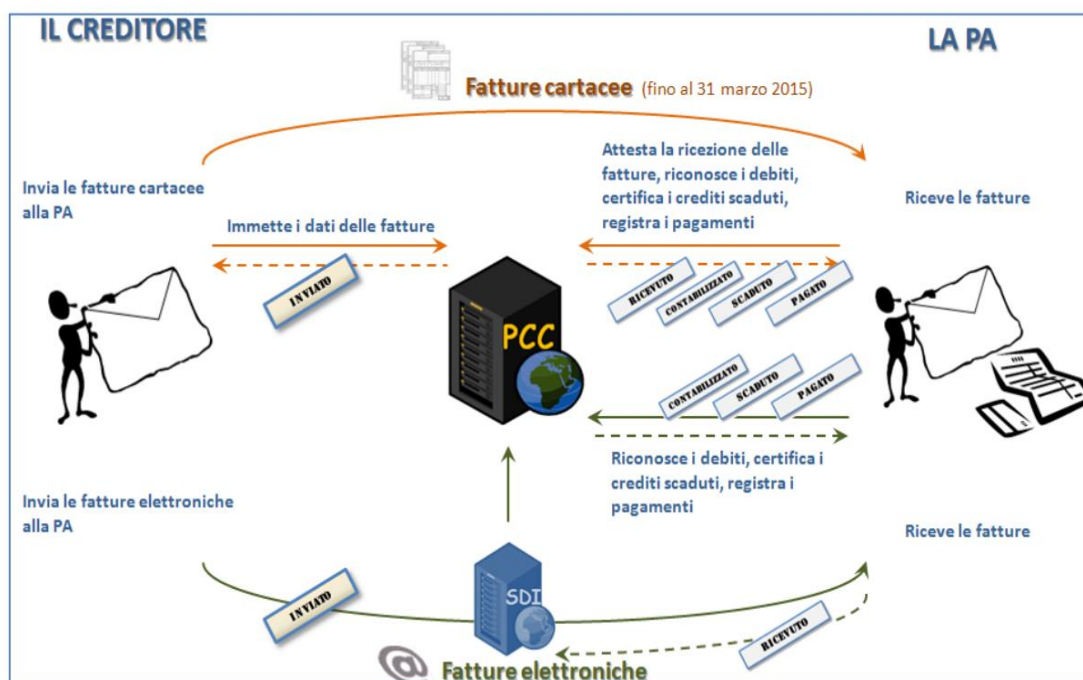 IL CREDITORE
LA PA
Fatture cartacee (fino al 31 marzo 2015)
Invia le fatture cartacee
alla PA
Immette i dati delle fatture
Attesta la ricezione delle
fatture, riconosce i debiti,
certifica i crediti scaduti,
registra i pagamenti
Riceve le fatture
INVIATO
RICEVUTO
CONTABILIZZATO
SCADUTO
PAGATO
PCC
CONTABILIZZATO
SCADUTO
PAGATO
Riconosce i debiti, certifica i
crediti scaduti, registra i
pagamenti
Invia le fatture elettroniche
alla PA
Riceve le fatture
INVIATO
SDI
RICEVUTO
@ Fatture elettroniche